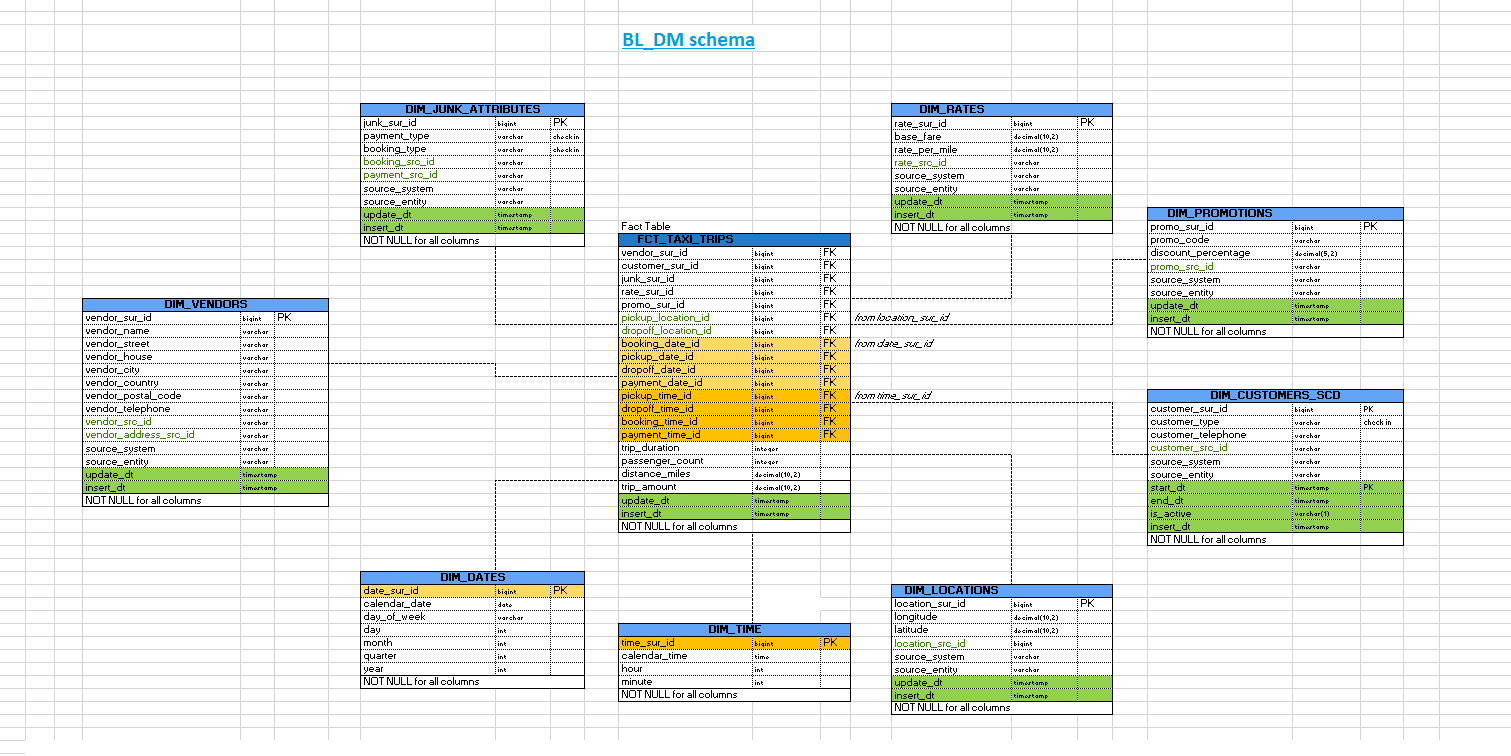 BL_DM schema
DIM_JUNK_ATTRIBUTES
junk_sur_id bigint PK
payment_type varchar check in
booking_type varchar check in
booking_src_id varchar
payment_src_id varchar
source_system varchar
source_entity varchar
update_dt timestamp
insert_dt timestamp
NOT NULL for all columns
DIM_RATES
rate_sur_id bigint PK
base_fare decimal(10,2)
rate_per_mile decimal(10,2)
rate_src_id varchar
source_system varchar
source_entity varchar
update_dt timestamp
insert_dt timestamp
NOT NULL for all columns
DIM_PROMOTIONS
promo_sur_id bigint PK
promo_code varchar
discount_percentage decimal(5,2)
promo_src_id varchar
source_system varchar
source_entity varchar
update_dt timestamp
insert_dt timestamp
NOT NULL for all columns
Fact Table
FCT_TAXI_TRIPS
vendor_sur_id bigint FK
customer_sur_id bigint FK
junk_sur_id bigint FK
rate_sur_id bigint FK
promo_sur_id bigint FK
pickup_location_id bigint FK from location_sur_id
dropoff_location_id bigint FK
booking_date_id bigint FK from date_sur_id
pickup_date_id bigint FK
dropoff_date_id bigint FK
payment_date_id bigint FK
pickup_time_id bigint FK from time_sur_id
dropoff_time_id bigint FK
booking_time_id bigint FK
payment_time_id bigint FK
trip_duration integer
passenger_count integer
distance_miles decimal(10,2)
trip_amount decimal(10,2)
update_dt timestamp
insert_dt timestamp
NOT NULL for all columns
DIM_VENDORS
vendor_sur_id bigint PK
vendor_name varchar
vendor_street varchar
vendor_house varchar
vendor_city varchar
vendor_country varchar
vendor_postal_code varchar
vendor_telephone varchar
vendor_src_id varchar
vendor_address_src_id varchar
source_system varchar
source_entity varchar
update_dt timestamp
insert_dt timestamp
NOT NULL for all columns
DIM_CUSTOMERS_SCD
customer_sur_id bigint PK
customer_type varchar check in
customer_telephone varchar
customer_src_id varchar
source_system varchar
source_entity varchar
start_dt timestamp PK
end_dt timestamp
is_active varchar(1)
insert_dt timestamp
NOT NULL for all columns
DIM_DATES
date_sur_id bigint PK
calendar_date date
day_of_week varchar
day int
month int
quarter int
year int
NOT NULL for all columns
DIM_TIME
time_sur_id bigint PK
calendar_time time
hour int
minute int
NOT NULL for all columns
DIM_LOCATIONS
location_sur_id bigint PK
longitude decimal(10,2)
latitude decimal(10,2)
location_src_id bigint
source_system varchar
source_entity varchar
update_dt timestamp
insert_dt timestamp
NOT NULL for all columns